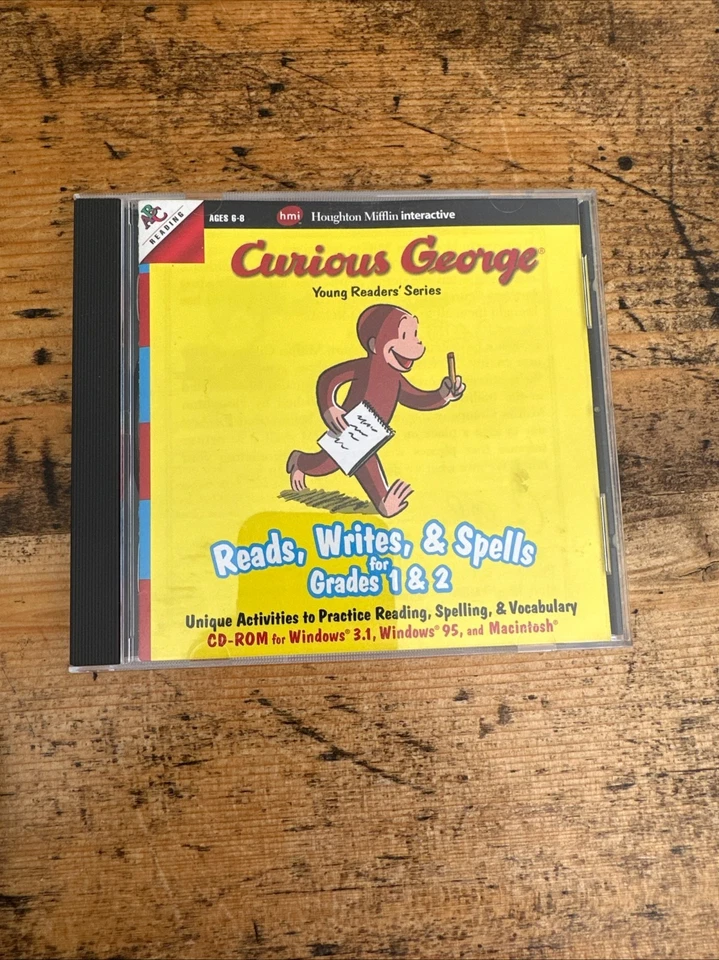 ABC
READING
AGES 6-8
hmi Houghton Mifflin interactive
Curious George®
Young Readers' Series
Reads, Writes, & Spells
for
Grades 1 & 2
Unique Activities to Practice Reading, Spelling, & Vocabulary
CD-ROM for Windows® 3.1, Windows® 95, and Macintosh®